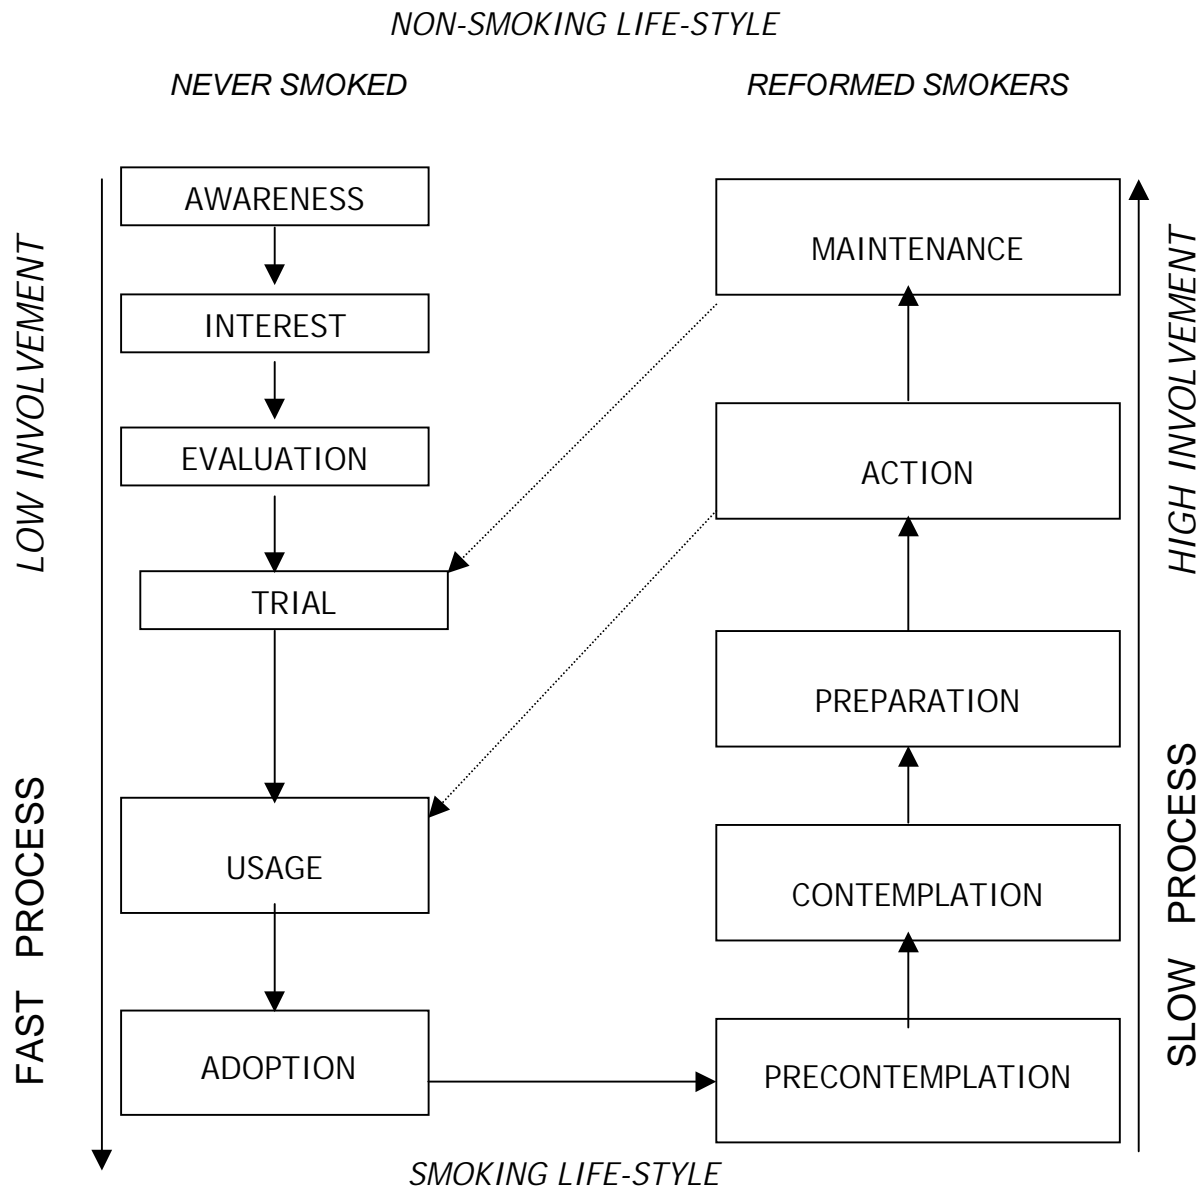 NON-SMOKING LIFE-STYLE
NEVER SMOKED
REFORMED SMOKERS
LOW INVOLVEMENT
FAST PROCESS
AWARENESS
INTEREST
EVALUATION
TRIAL
USAGE
ADOPTION
MAINTENANCE
ACTION
PREPARATION
CONTEMPLATION
PRECONTEMPLATION
HIGH INVOLVEMENT
SLOW PROCESS
SMOKING LIFE-STYLE